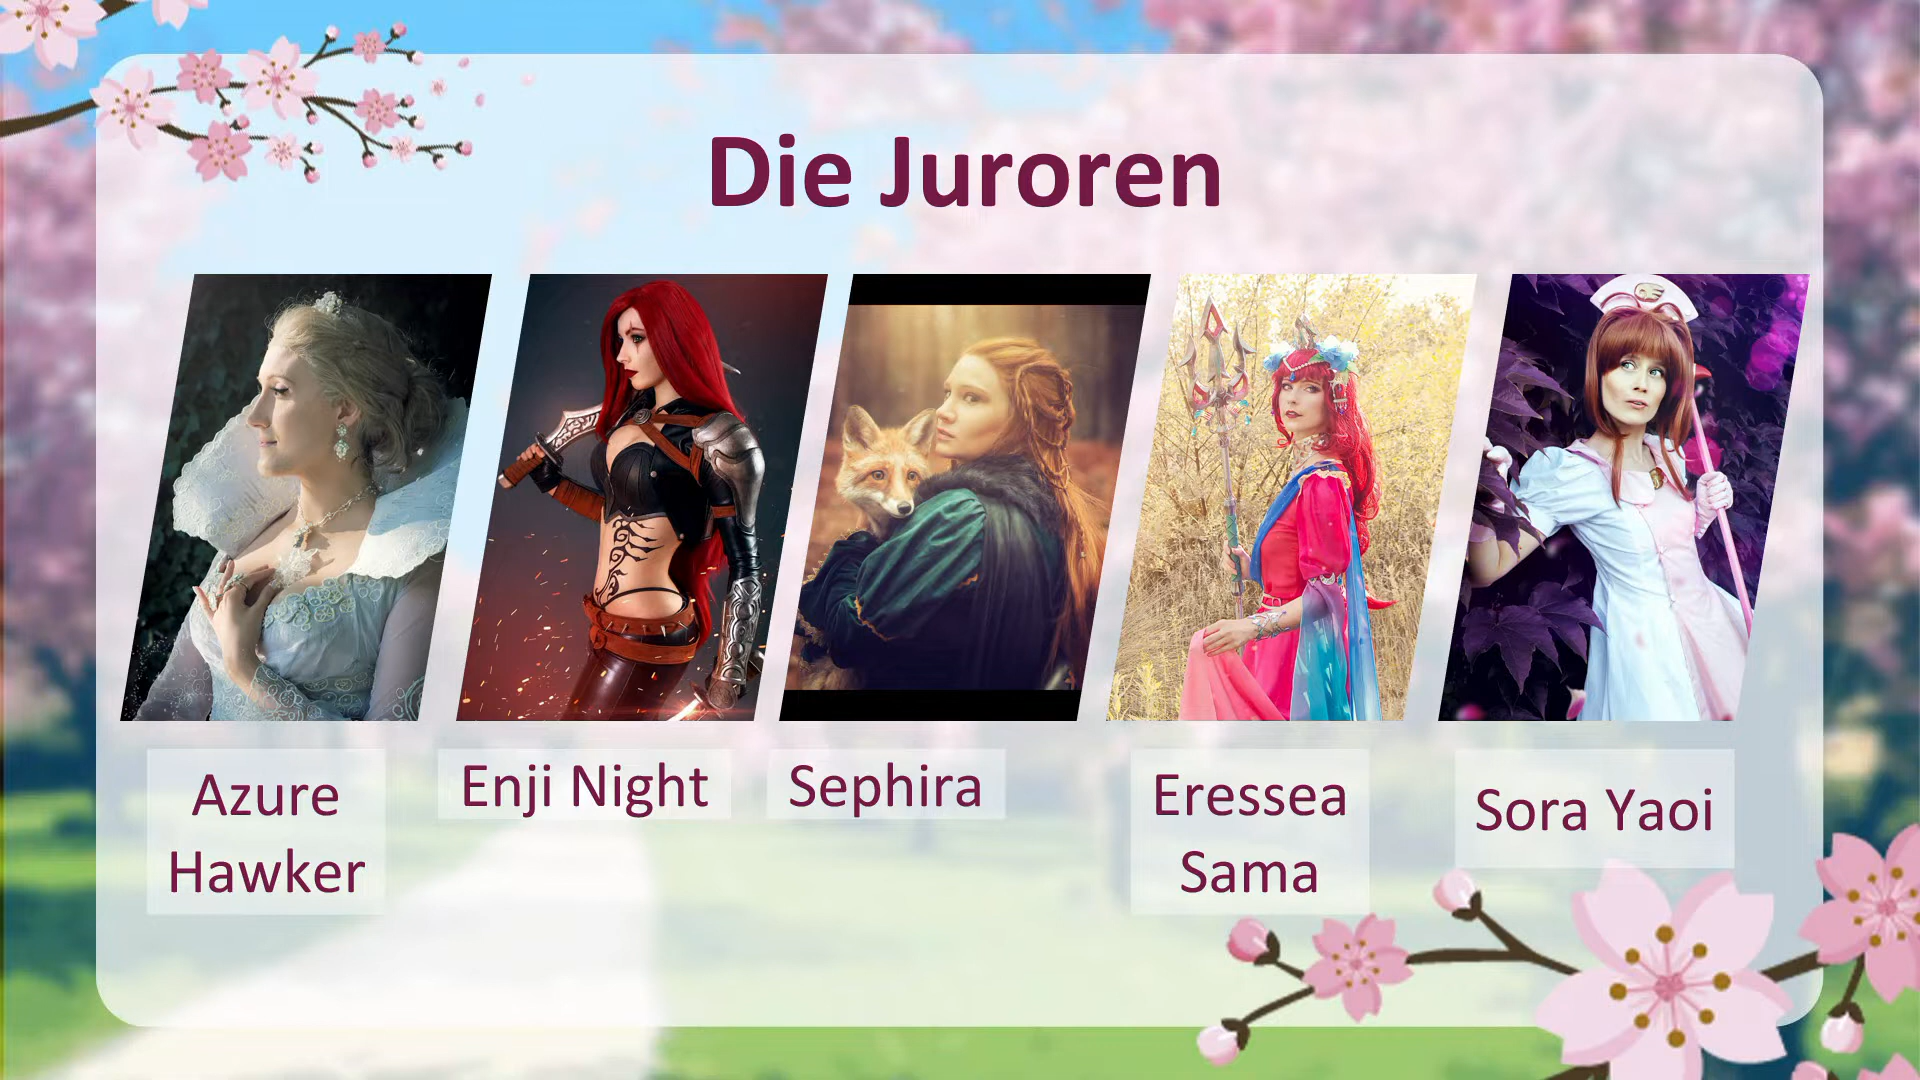 Die Juroren
Azure
Hawker
Enji Night
Sephira
Eressea
Sama
Sora Yaoi